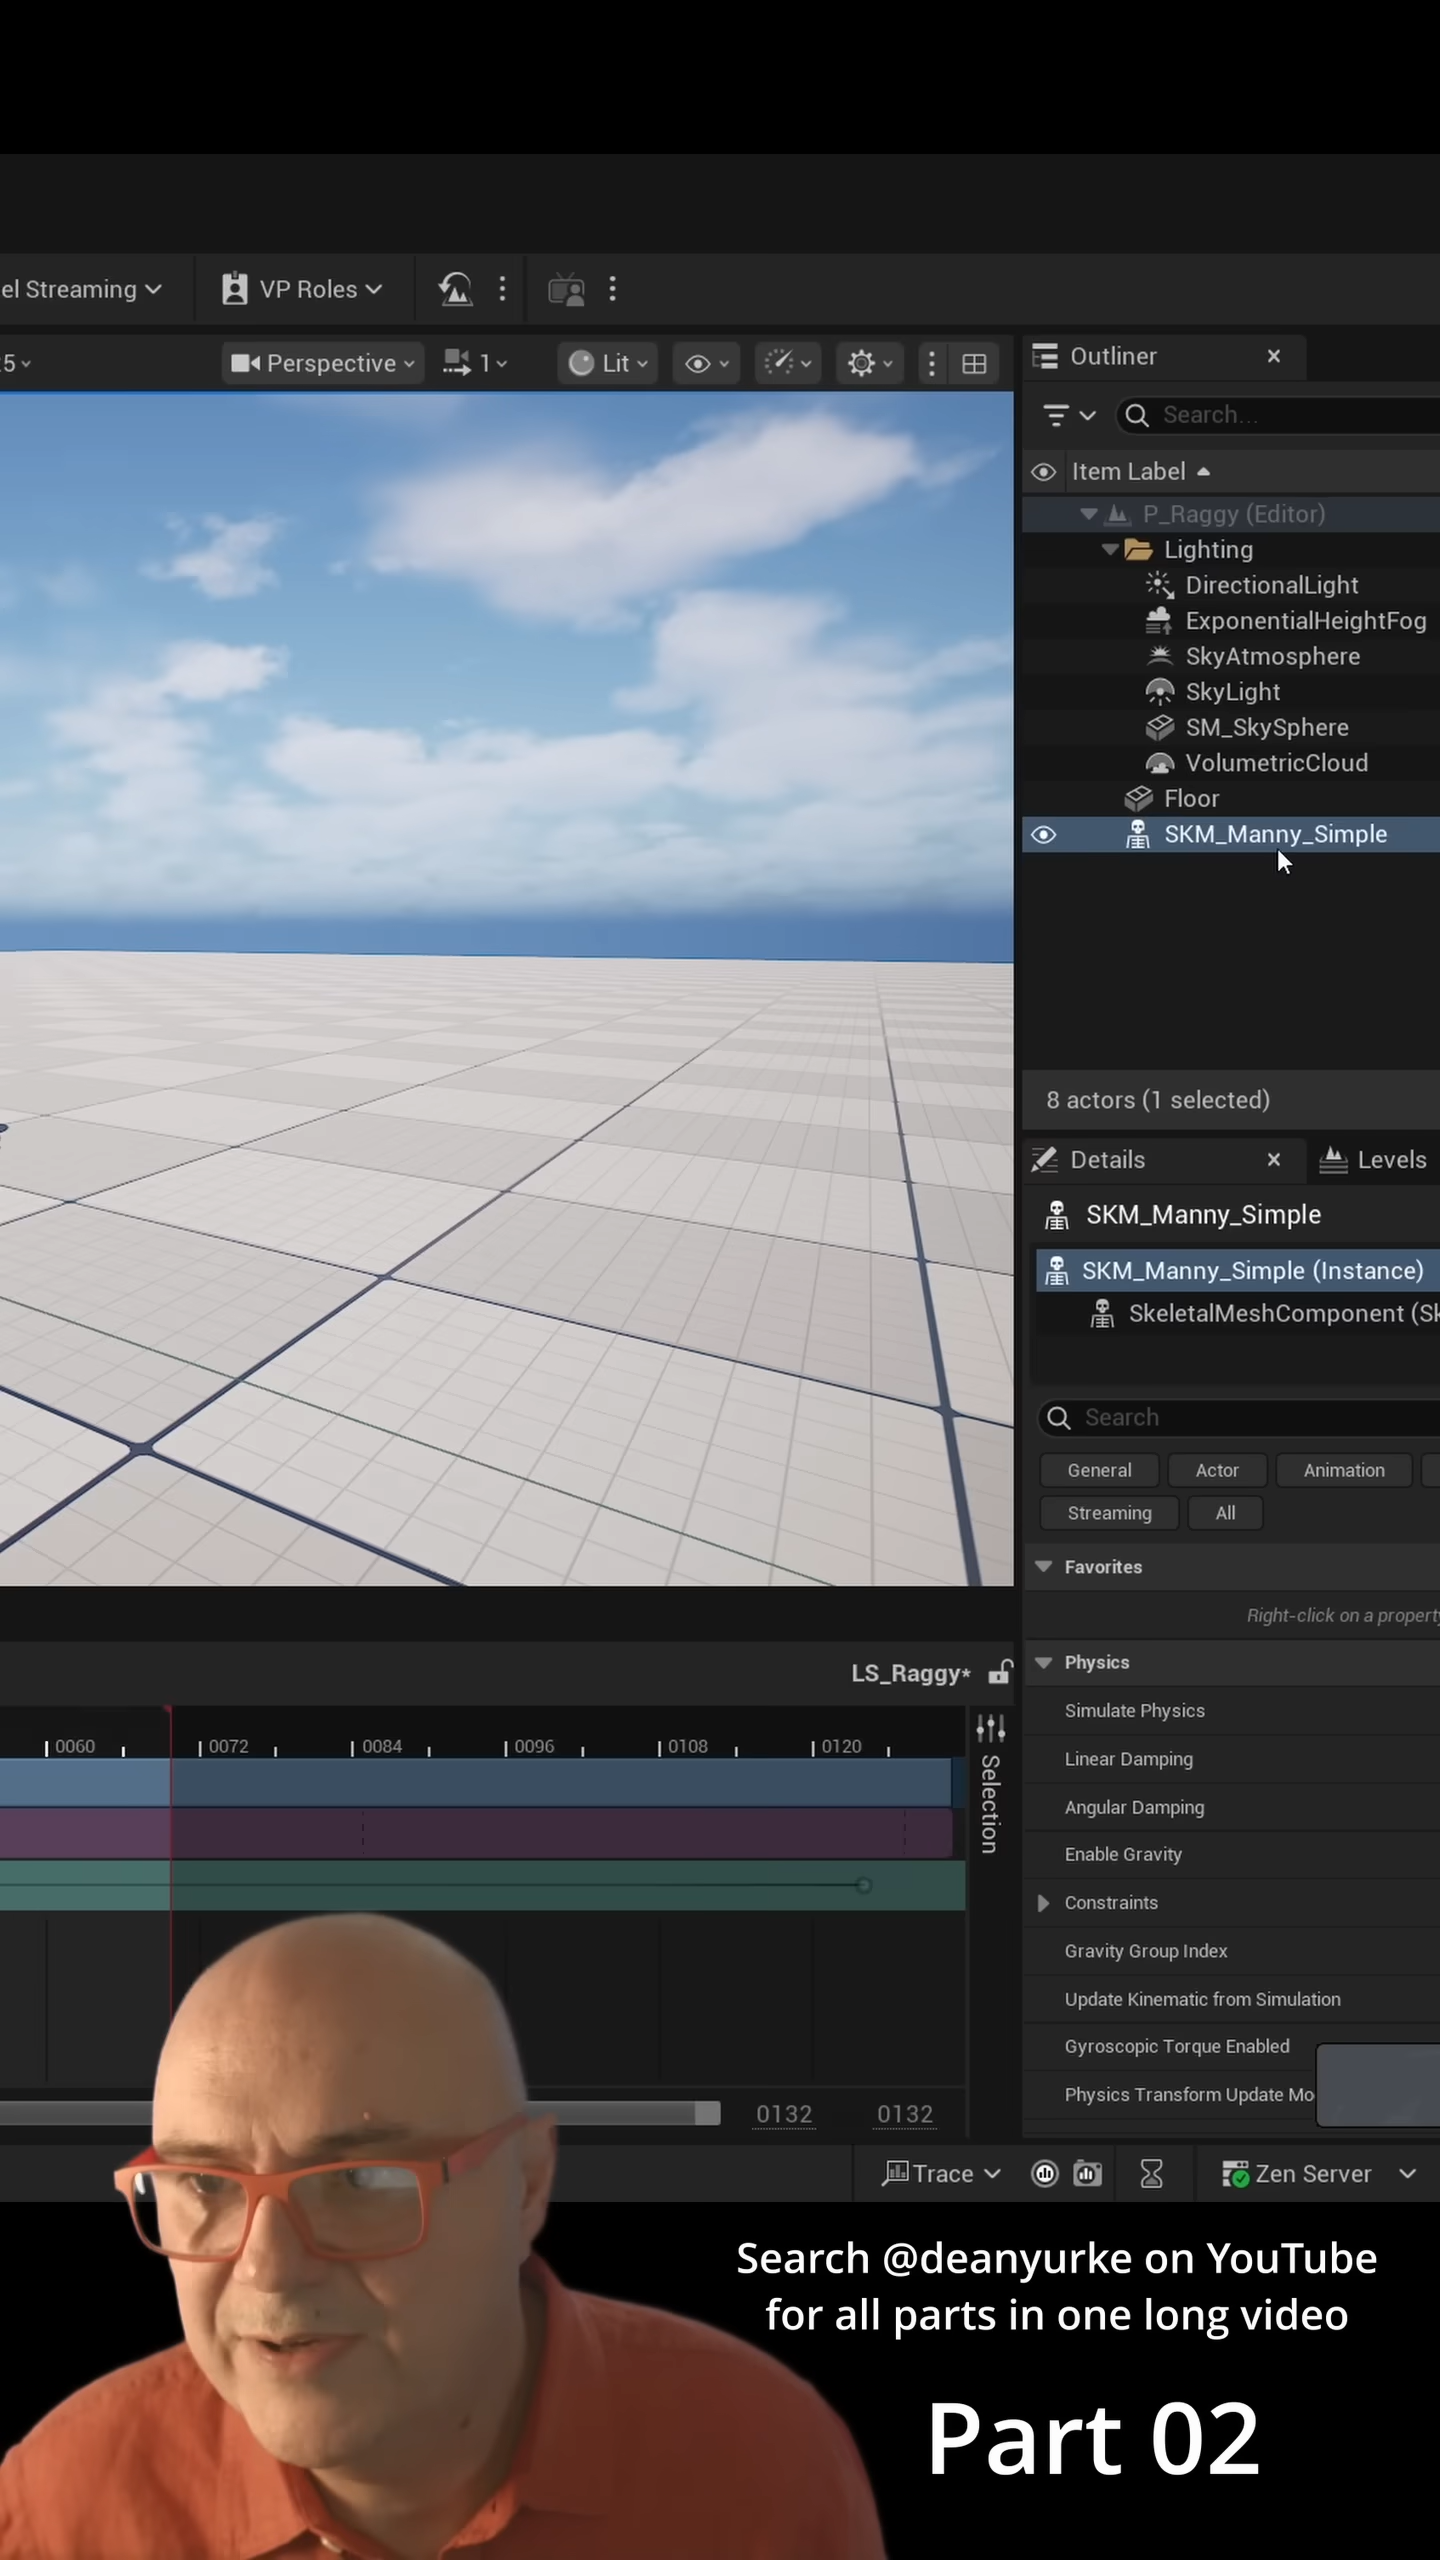 el Streaming
VP Roles
5
Perspective
1
Lit
Outliner
Search...
Item Label
P_Raggy (Editor)
Lighting
DirectionalLight
ExponentialHeightFog
SkyAtmosphere
SkyLight
SM_SkySphere
VolumetricCloud
Floor
SKM_Manny_Simple
8 actors (1 selected)
Details
Levels
SKM_Manny_Simple
SKM_Manny_Simple (Instance)
SkeletalMeshComponent (Sk
Search
General
Actor
Animation
Streaming
All
Favorites
Right-click on a property
Physics
Simulate Physics
Linear Damping
Angular Damping
Enable Gravity
Constraints
Gravity Group Index
Update Kinematic from Simulation
Gyroscopic Torque Enabled
Physics Transform Update Mo
LS_Raggy*
0060
0072
0084
0096
0108
0120
Selection
0132
0132
Trace
Zen Server
Search @deanyurke on YouTube
for all parts in one long video
Part 02